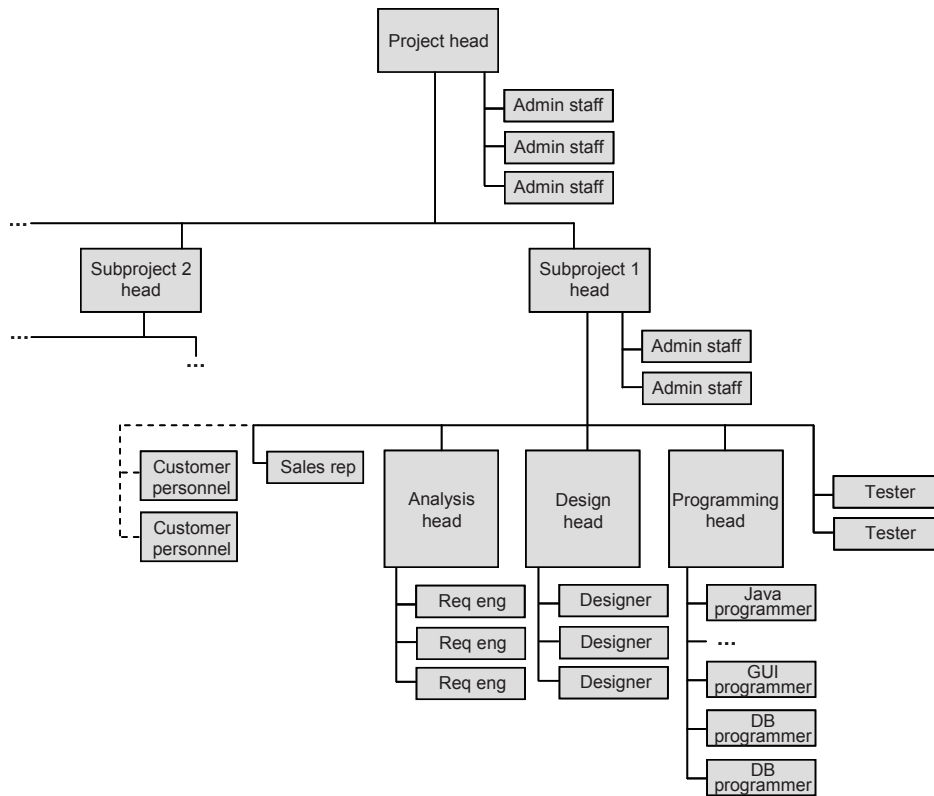 Project head
Admin staff
Admin staff
Admin staff
...
Subproject 2
head
Subproject 1
head
...
...
Admin staff
Admin staff
Customer
personnel
Customer
personnel
Sales rep
Analysis
head
Design
head
Programming
head
Tester
Tester
Req eng
Req eng
Req eng
Designer
Designer
Designer
Java
programmer
...
GUI
programmer
DB
programmer
DB
programmer